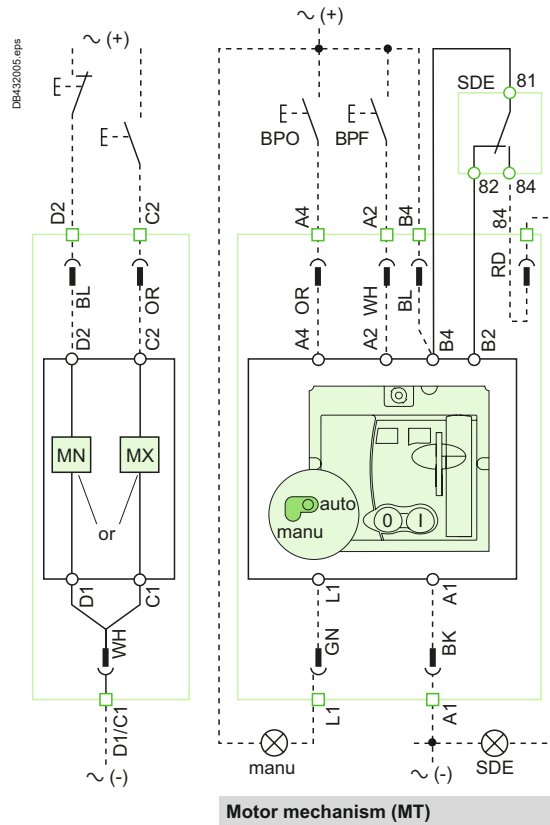 DB432005.eps
~ (+)
~ (+)
E
E
E
BPO
E
BPF
SDE
81
82
84
D2
C2
A4
A2
B4
84
BL
OR
OR
WH
BL
RD
D2
C2
A4
A2
B4
B2
MN
MX
or
auto
manu
0
I
D1
C1
L1
A1
WH
GN
BK
D1/C1
L1
A1
manu
SDE
~ (-)
~ (-)
Motor mechanism (MT)